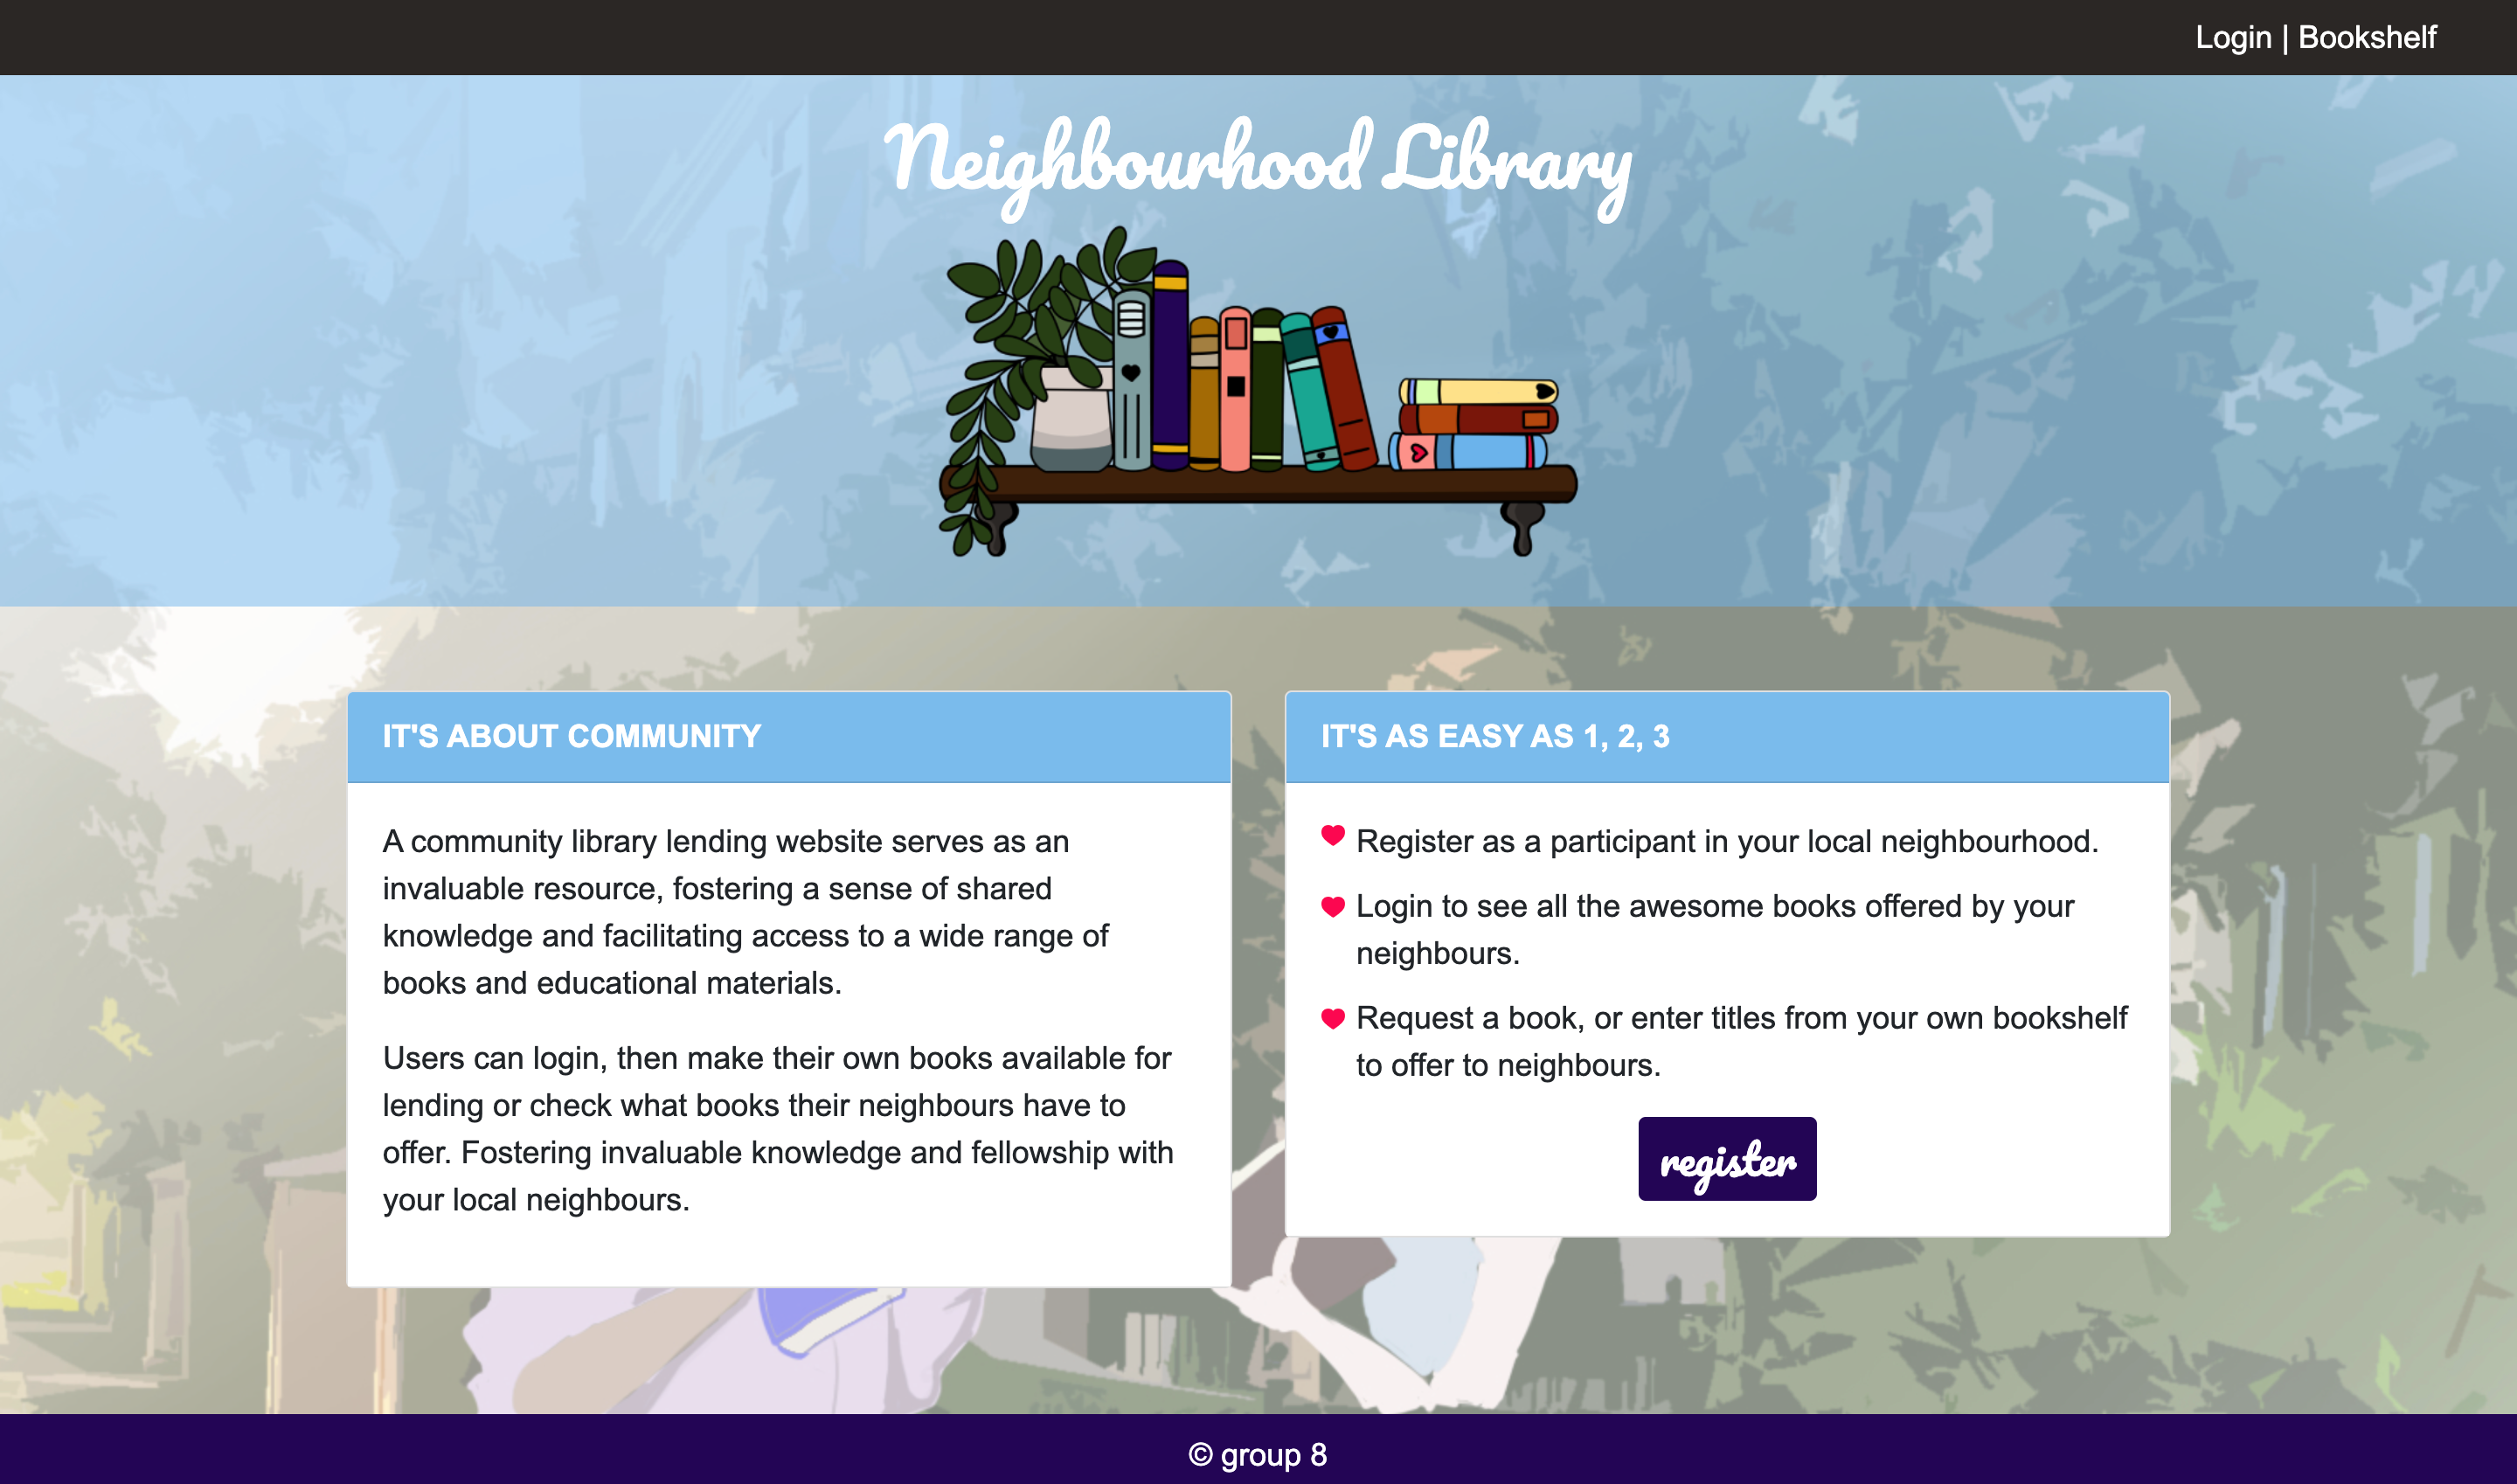 Login | Bookshelf
Neighbourhood Library
IT'S ABOUT COMMUNITY
A community library lending website serves as an
invaluable resource, fostering a sense of shared
knowledge and facilitating access to a wide range of
books and educational materials.
Users can login, then make their own books available for
lending or check what books their neighbours have to
offer. Fostering invaluable knowledge and fellowship with
your local neighbours.
IT'S AS EASY AS 1, 2, 3
Register as a participant in your local neighbourhood.
Login to see all the awesome books offered by your
neighbours.
Request a book, or enter titles from your own bookshelf
to offer to neighbours.
register
© group 8